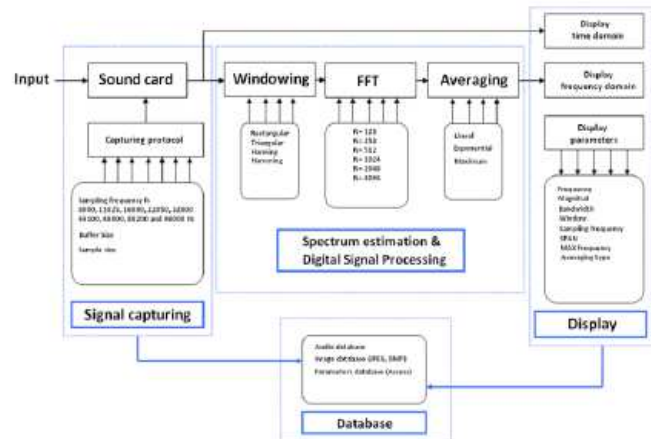 Input
Sound card
Capturing protocol
Sampling frequency fs
8000, 11025, 16000, 22050, 32000
44100, 48000, 88200 and 96000 Hz
Buffer Size
Sample size
Signal capturing
Windowing
Rectangular
Triangular
Hanning
Hamming
FFT
N= 128
N= 256
N= 512
N= 1024
N= 2048
N= 4096
Averaging
Lineal
Exponential
Maximum
Spectrum estimation &
Digital Signal Processing
Display
time domain
Display
frequency domain
Display
parameters
Frequency
Magnitud
Bandwidth
Window
Sampling frequency
MAX Frequency
Averaging type
Display
Audio database
Image database (JPEG, BMP)
Parameters database (Access)
Database